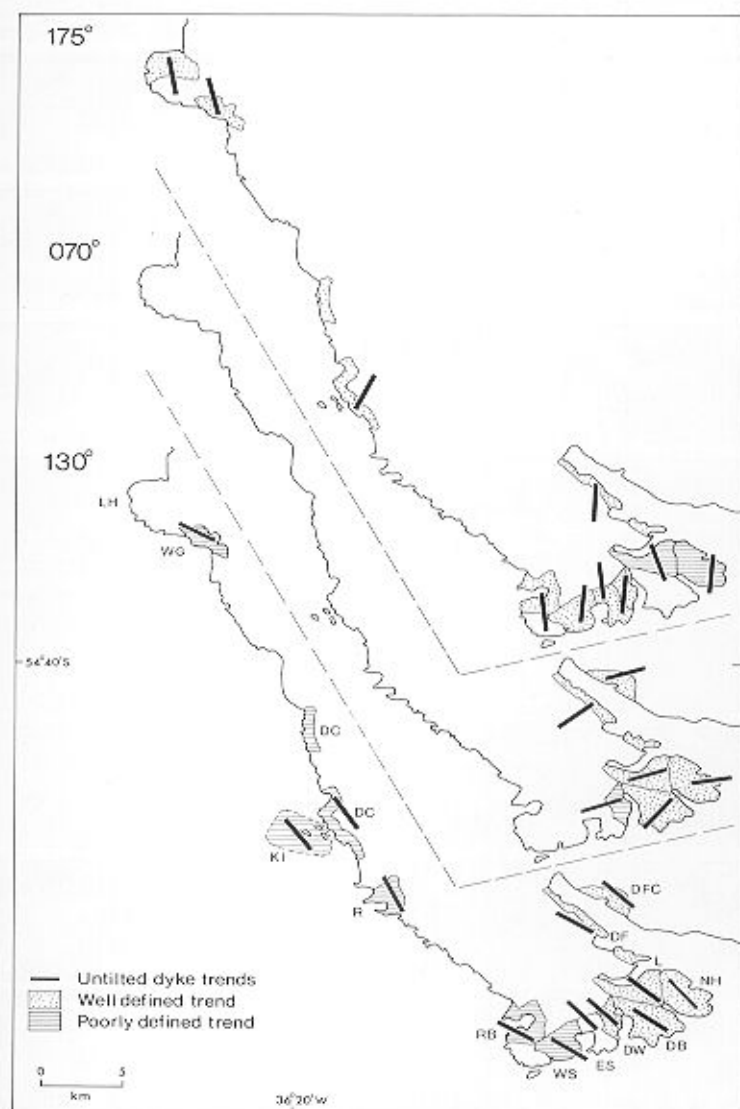 175°
070°
130°
LH
WG
54°40'S
DC
DC
KI
R
DFC
DF
L
NH
RB
WS
ES
DW
DB
Untilted dyke trends
Well defined trend
Poorly defined trend
0 5
km
36°20'W